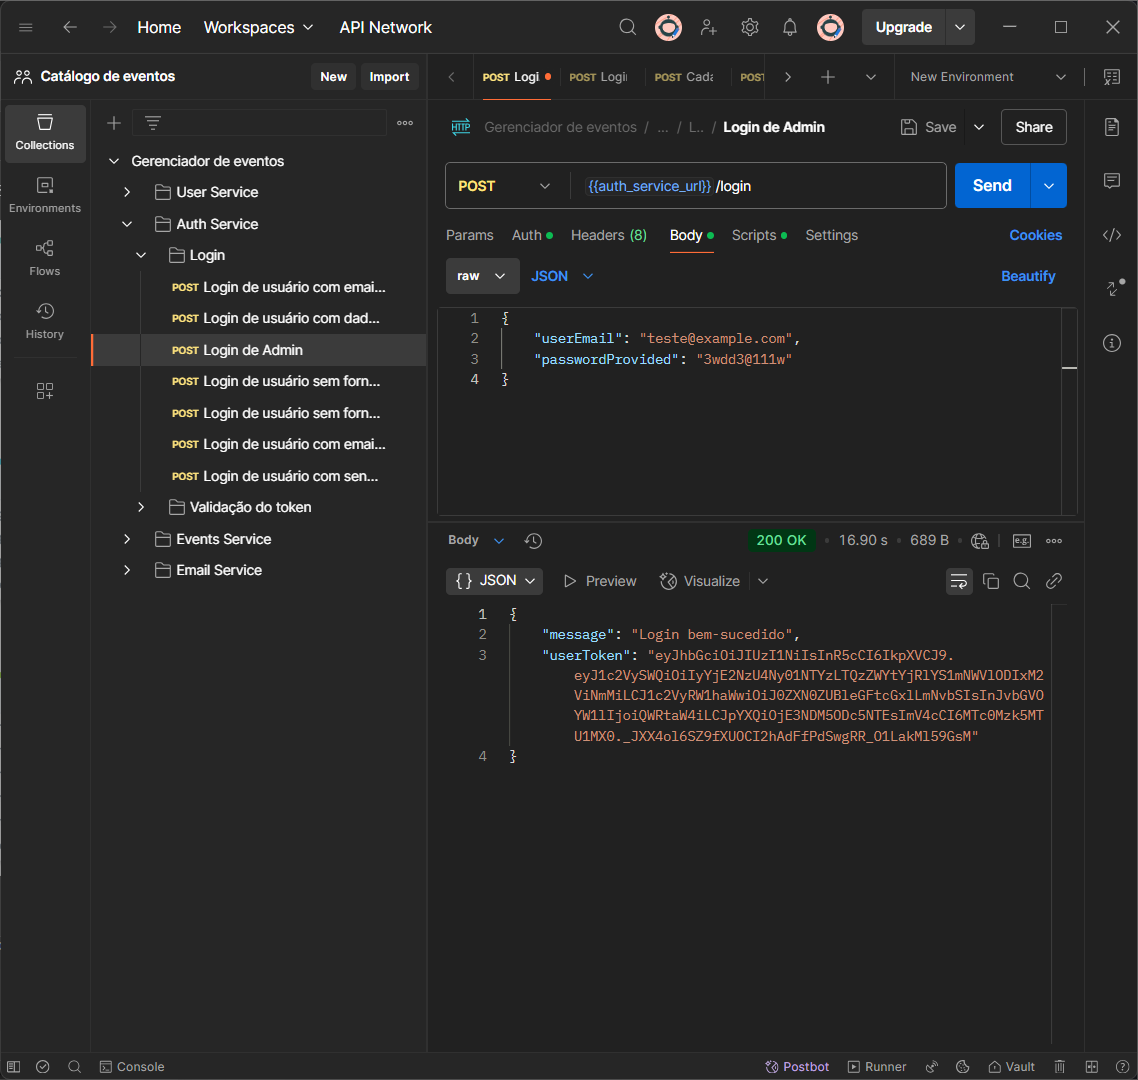 Home
Workspaces
API Network
Upgrade
Catálogo de eventos
New
Import
POST Logi
POST Logi
POST Cada
POST
New Environment
Collections
Environments
Flows
History
Gerenciador de eventos
User Service
Auth Service
Login
POST Login de usuário com emai...
POST Login de usuário com dad...
POST Login de Admin
POST Login de usuário sem forn...
POST Login de usuário sem forn...
POST Login de usuário com emai...
POST Login de usuário com sen...
Validação do token
Events Service
Email Service
HTTP Gerenciador de eventos / ... / L.. / Login de Admin
Save
Share
POST
{{auth_service_url}} /login
Send
Params
Auth
Headers (8)
Body
Scripts
Settings
Cookies
raw
JSON
Beautify
1 {
2 "userEmail": "teste@example.com",
3 "passwordProvided": "3wdd3@111w"
4 }
Body
200 OK
16.90 s
689 B
e.g.
{} JSON
Preview
Visualize
1 {
2 "message": "Login bem-sucedido",
3 "userToken": "eyJhbGciOiJIUzI1NiIsInR5cCI6IkpXVCJ9.
eyJ1c2VySWQiOiIyYjE2NzU4Ny01NTYzLTQzZWYtYjRlYS1mNWVlODIxM2
ViNmMiLCJ1c2VyRW1haWwiOiJ0ZXN0ZUBleGFtcGxlLmNvbSIsInJvbGVO
YW1lIjoiQWRtaW4iLCJpYXQiOjE3NDM5ODc5NTEsImV4cCI6MTc0Mzk5MT
U1MX0._JXX4ol6SZ9fXUOCI2hAdFfPdSwgRR_O1LakMl59GsM"
4 }
Console
Postbot
Runner
Vault